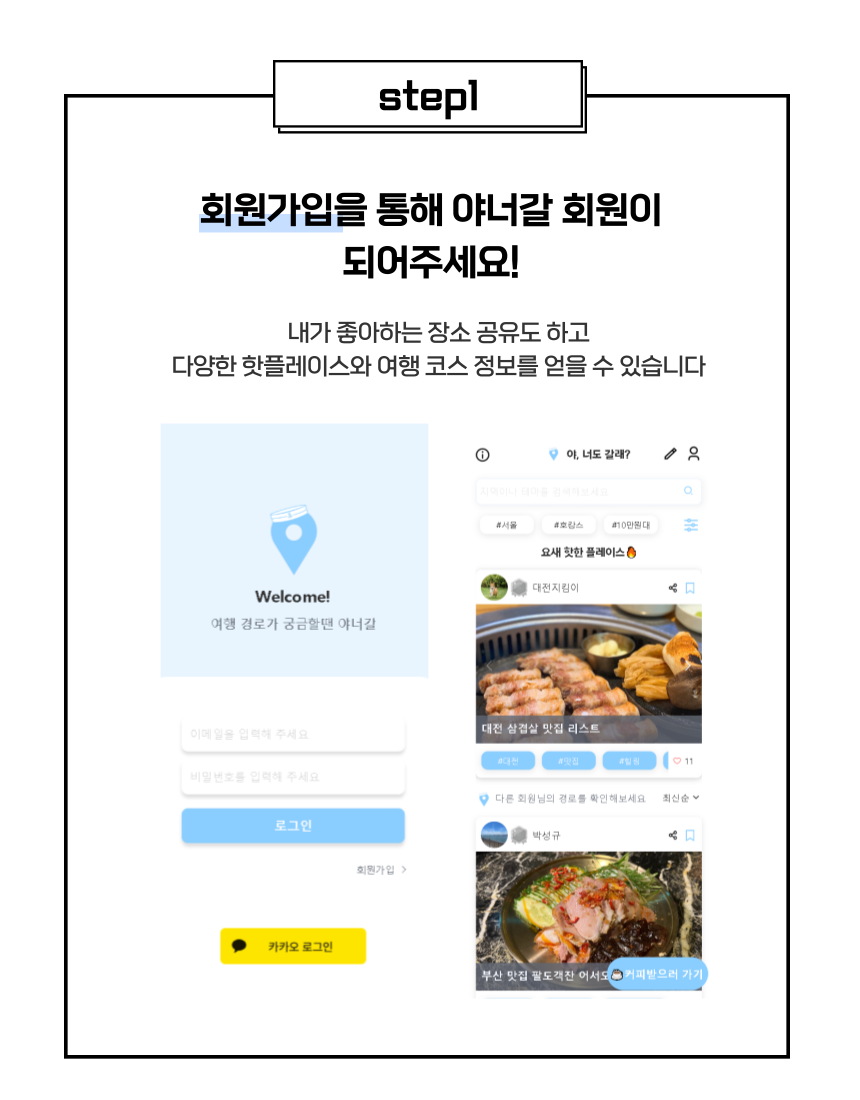 step1
회원가입을 통해 야너갈 회원이
되어주세요!
내가 좋아하는 장소 공유도 하고
다양한 핫플레이스와 여행 코스 정보를 얻을 수 있습니다
Welcome!
여행 경로가 궁금할땐 야너갈
이메일을 입력해 주세요
비밀번호를 입력해 주세요
로그인
회원가입 >
카카오 로그인
야, 너도 갈래?
지역이나 테마를 검색해보세요
#서울 #호캉스 #10만원대
요새 핫한 플레이스🔥
대전지킴이
대전 삼겹살 맛집 리스트
#대전 #맛집 #힐링 11
다른 회원님의 경로를 확인해보세요 최신순
박성규
부산 맛집 팔도객잔 어서오
커피받으러 가기